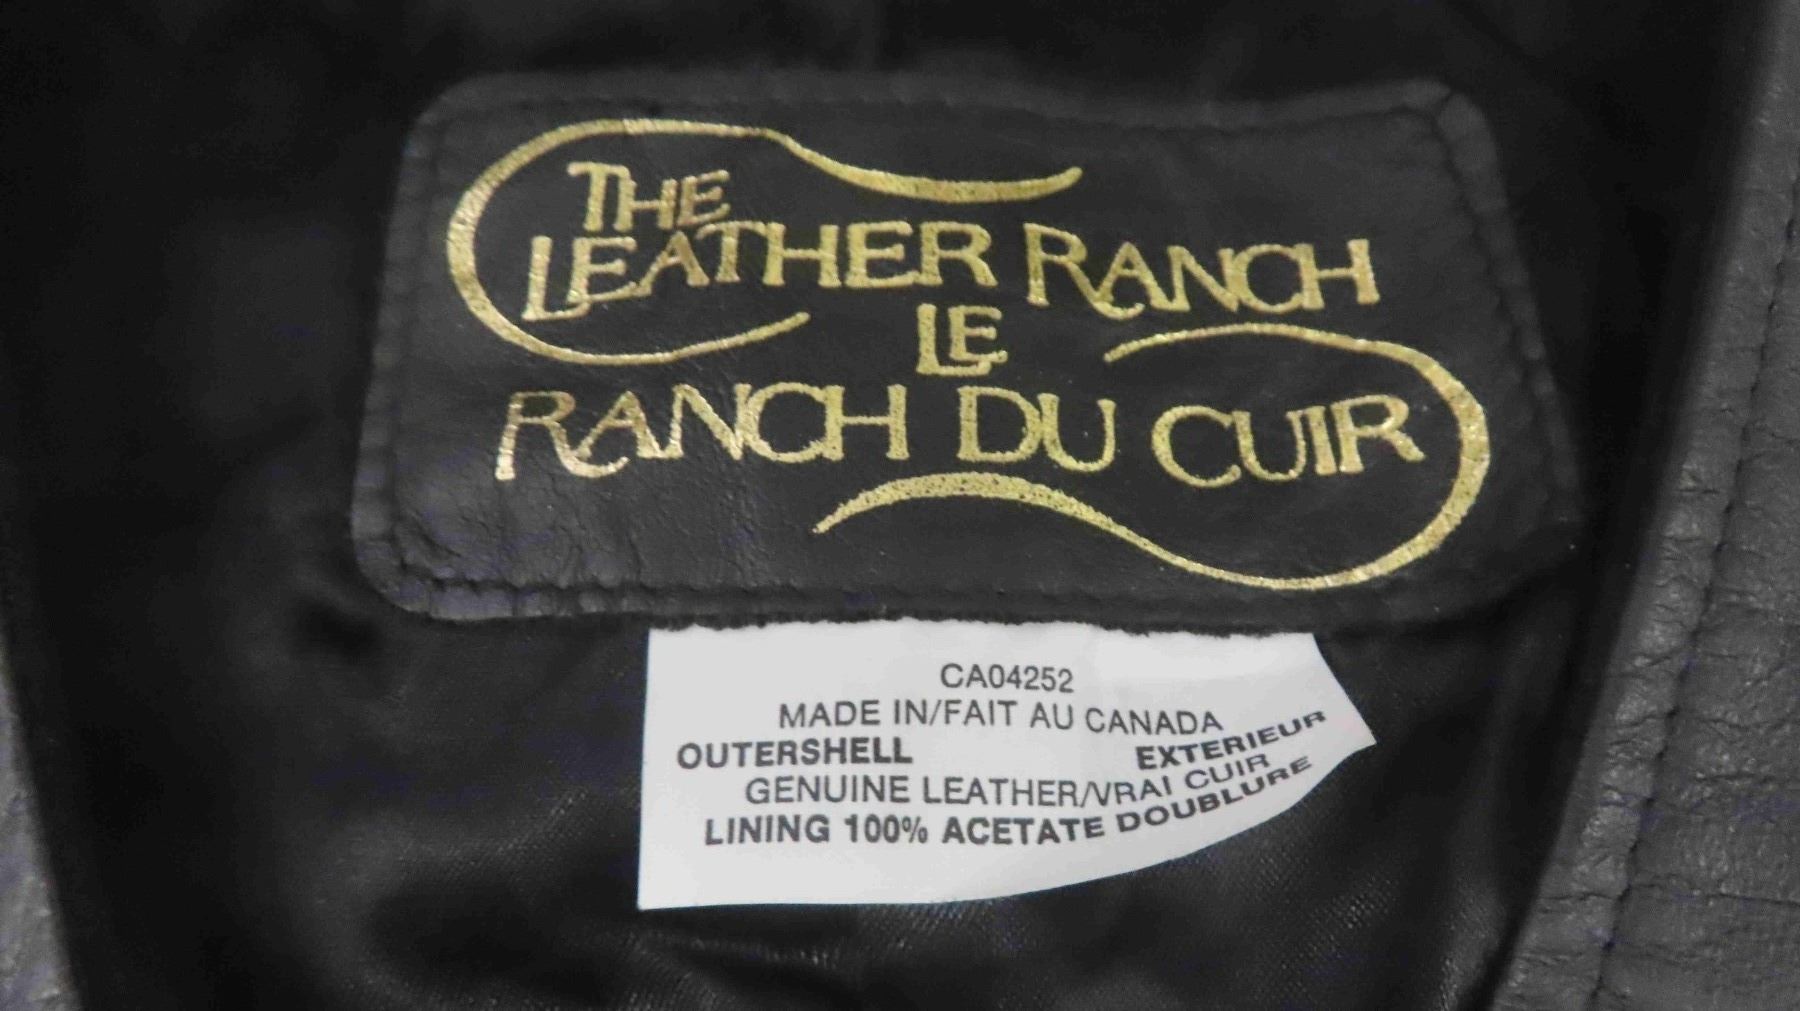 THE
LEATHER RANCH
LE
RANCH DU CUIR
CA04252
MADE IN/FAIT AU CANADA
OUTERSHELL EXTERIEUR
GENUINE LEATHER/VRAI CUIR
LINING 100% ACETATE DOUBLURE